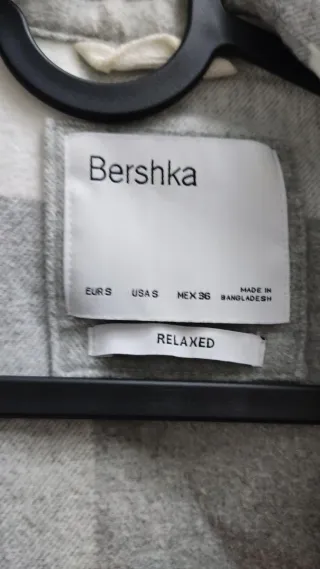 Bershka
EUR S USA S MEX 36 MADE IN BANGLADESH
RELAXED